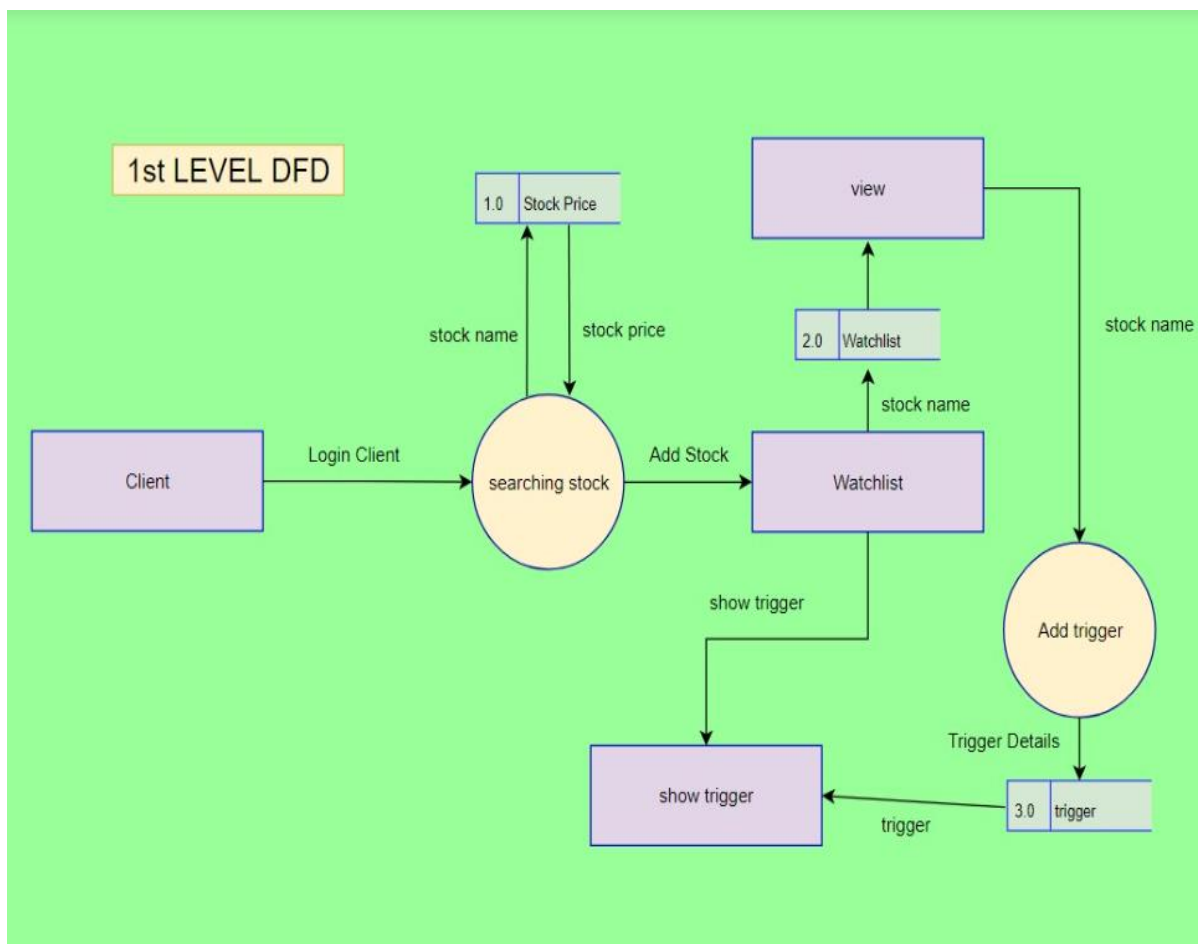 1st LEVEL DFD
view
1.0 Stock Price
stock name
stock price
2.0 Watchlist
stock name
stock name
Client
Login Client
searching stock
Add Stock
Watchlist
show trigger
Add trigger
Trigger Details
show trigger
trigger
3.0 trigger